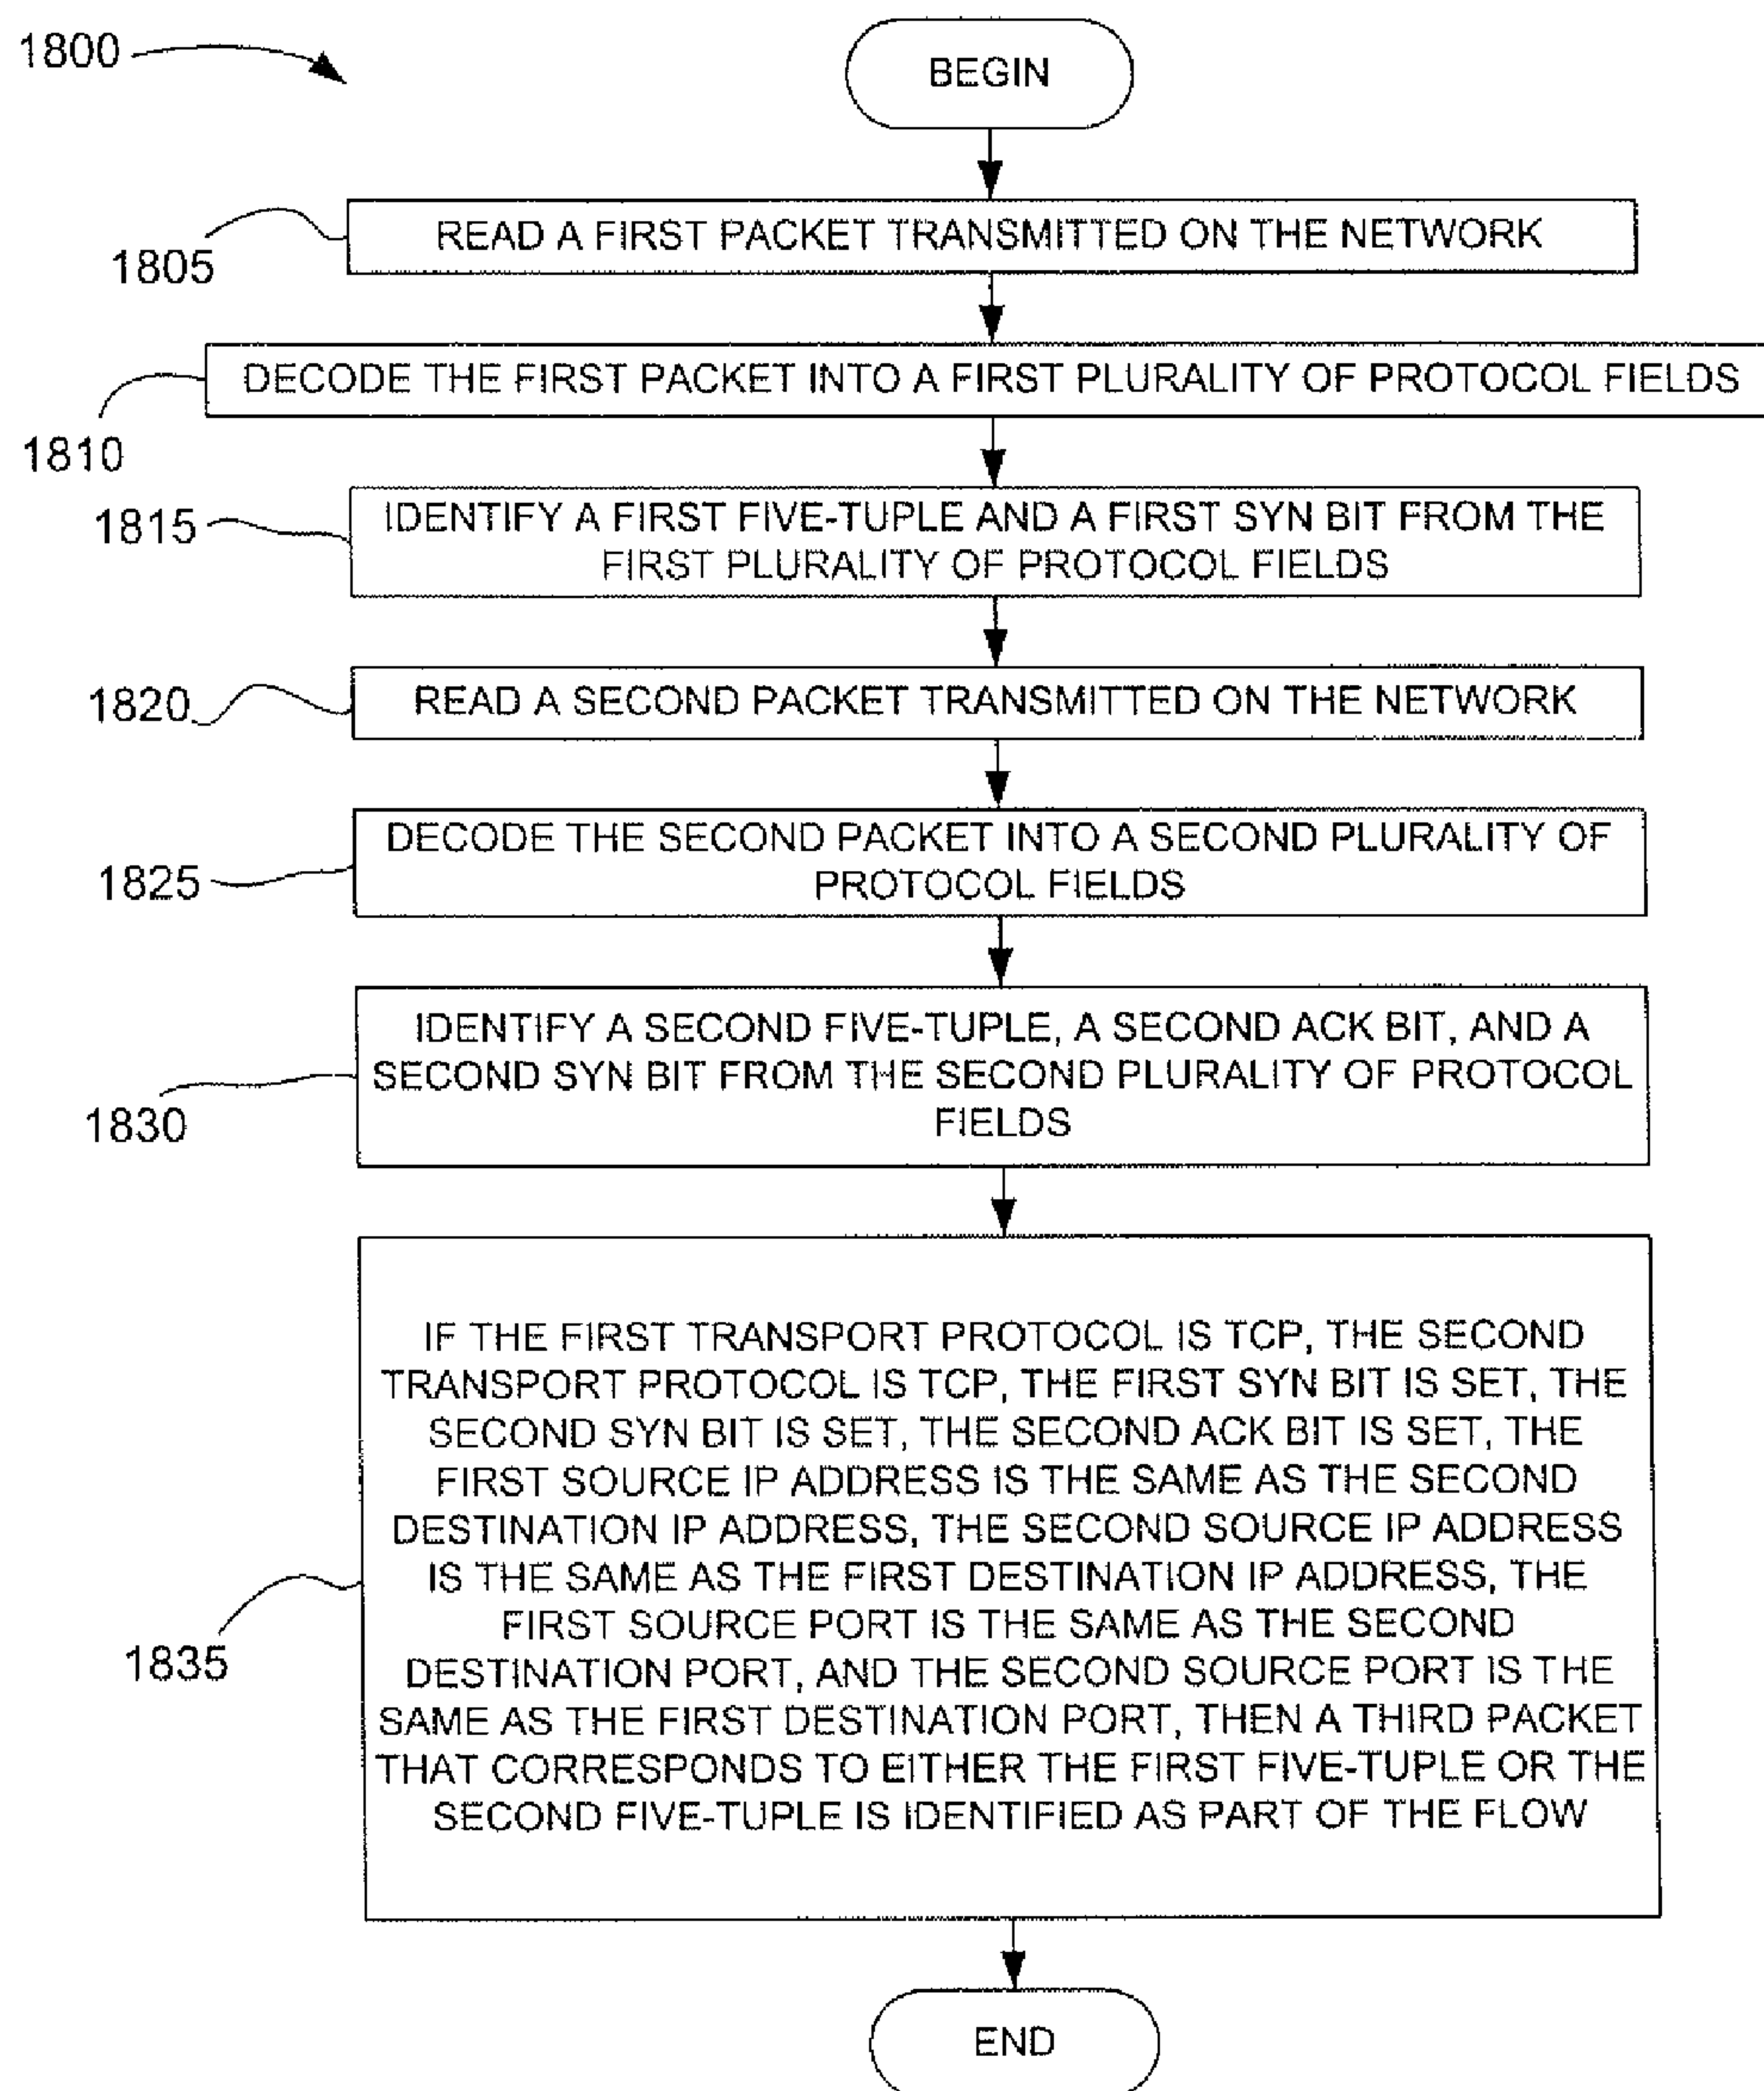 1800
BEGIN
READ A FIRST PACKET TRANSMITTED ON THE NETWORK
1805
DECODE THE FIRST PACKET INTO A FIRST PLURALITY OF PROTOCOL FIELDS
1810
1815
IDENTIFY A FIRST FIVE-TUPLE AND A FIRST SYN BIT FROM THE
FIRST PLURALITY OF PROTOCOL FIELDS
1820
READ A SECOND PACKET TRANSMITTED ON THE NETWORK
1825
DECODE THE SECOND PACKET INTO A SECOND PLURALITY OF
PROTOCOL FIELDS
IDENTIFY A SECOND FIVE-TUPLE, A SECOND ACK BIT, AND A
SECOND SYN BIT FROM THE SECOND PLURALITY OF PROTOCOL
FIELDS
1830
IF THE FIRST TRANSPORT PROTOCOL IS TCP, THE SECOND
TRANSPORT PROTOCOL IS TCP, THE FIRST SYN BIT IS SET, THE
SECOND SYN BIT IS SET, THE SECOND ACK BIT IS SET, THE
FIRST SOURCE IP ADDRESS IS THE SAME AS THE SECOND
DESTINATION IP ADDRESS, THE SECOND SOURCE IP ADDRESS
IS THE SAME AS THE FIRST DESTINATION IP ADDRESS, THE
FIRST SOURCE PORT IS THE SAME AS THE SECOND
DESTINATION PORT, AND THE SECOND SOURCE PORT IS THE
SAME AS THE FIRST DESTINATION PORT, THEN A THIRD PACKET
THAT CORRESPONDS TO EITHER THE FIRST FIVE-TUPLE OR THE
SECOND FIVE-TUPLE IS IDENTIFIED AS PART OF THE FLOW
1835
END